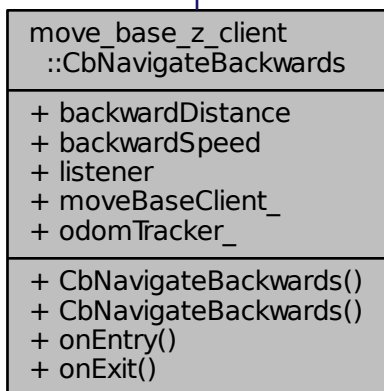 move_base_z_client
::CbNavigateBackwards
+ backwardDistance
+ backwardSpeed
+ listener
+ moveBaseClient_
+ odomTracker_
+ CbNavigateBackwards()
+ CbNavigateBackwards()
+ onEntry()
+ onExit()